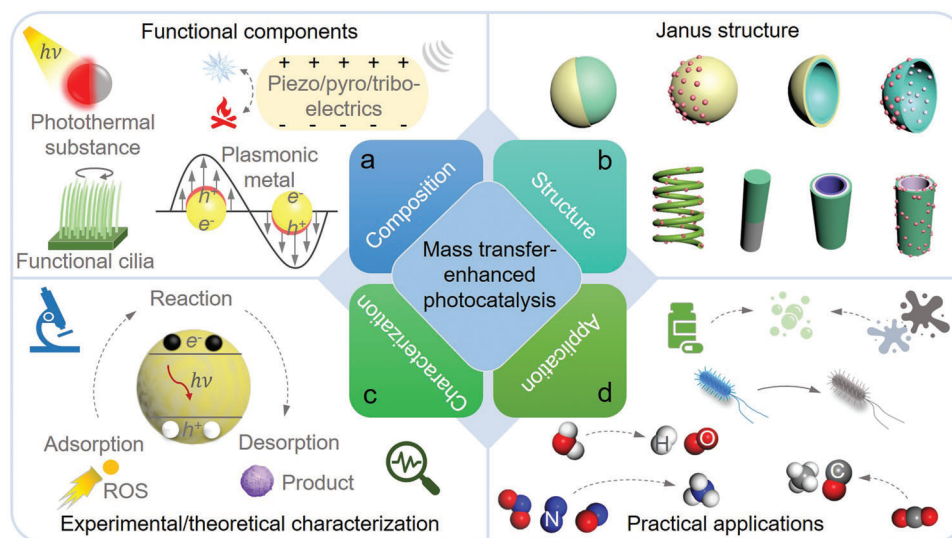 Functional components
hν
+ + + + +
Piezo/pyro/tribo-
electrics
- - - - -
Photothermal
substance
Plasmonic
metal
h⁺
e⁻
e⁻
h⁺
Functional cilia
Janus structure
a
Composition
b
Structure
Mass transfer-
enhanced
photocatalysis
c
Characterization
d
Application
Reaction
e⁻
hν
h⁺
Adsorption
ROS
Desorption
Product
Experimental/theoretical characterization
H
O
N
C
Practical applications